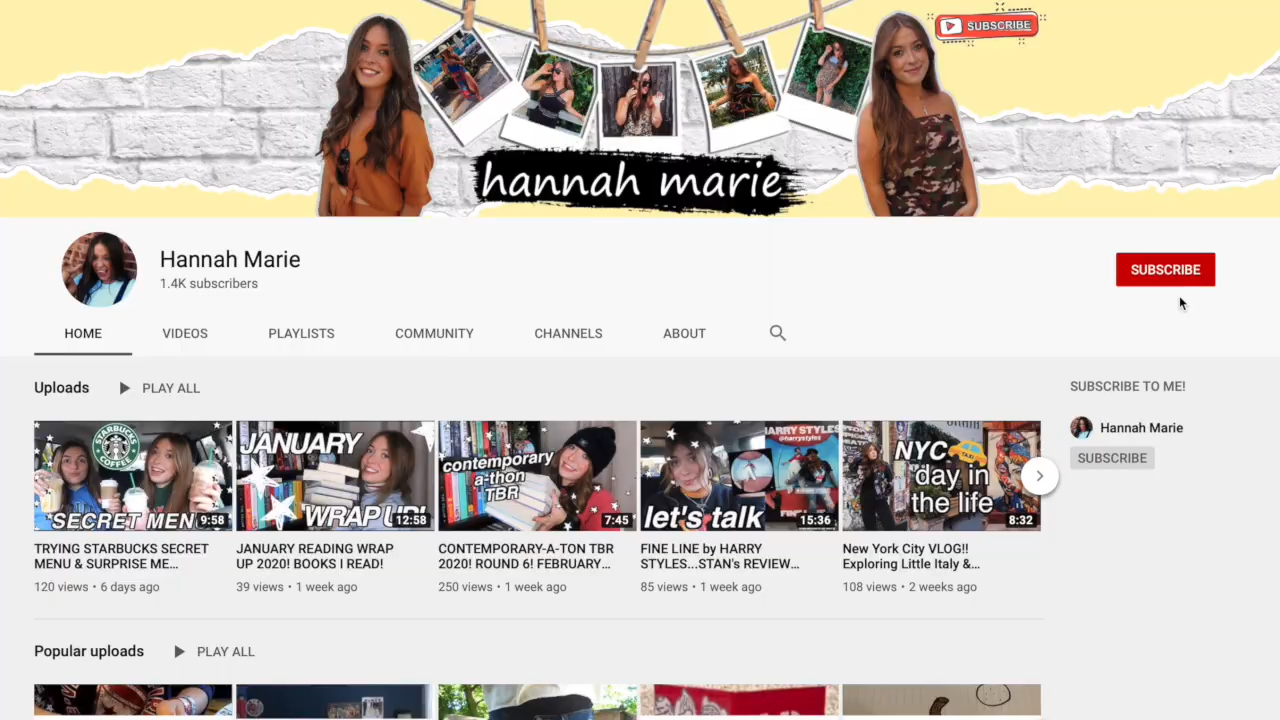 SUBSCRIBE
hannah marie
Hannah Marie
1.4K subscribers
SUBSCRIBE
HOME
VIDEOS
PLAYLISTS
COMMUNITY
CHANNELS
ABOUT
Uploads
PLAY ALL
SUBSCRIBE TO ME!
Hannah Marie
SUBSCRIBE
STARBUCKS
COFFEE
SECRET MEN
9:58
JANUARY
WRAP UP!
12:58
contemporary
a-thon
TBR
7:45
HARRY STYLES
@harrystyles
let's talk
15:36
NYC
TAXI
day in
the life
8:32
TRYING STARBUCKS SECRET
MENU & SURPRISE ME...
120 views • 6 days ago
JANUARY READING WRAP
UP 2020! BOOKS I READ!
39 views • 1 week ago
CONTEMPORARY-A-TON TBR
2020! ROUND 6! FEBRUARY...
250 views • 1 week ago
FINE LINE by HARRY
STYLES...STAN's REVIEW...
85 views • 1 week ago
New York City VLOG!!
Exploring Little Italy &...
108 views • 2 weeks ago
Popular uploads
PLAY ALL